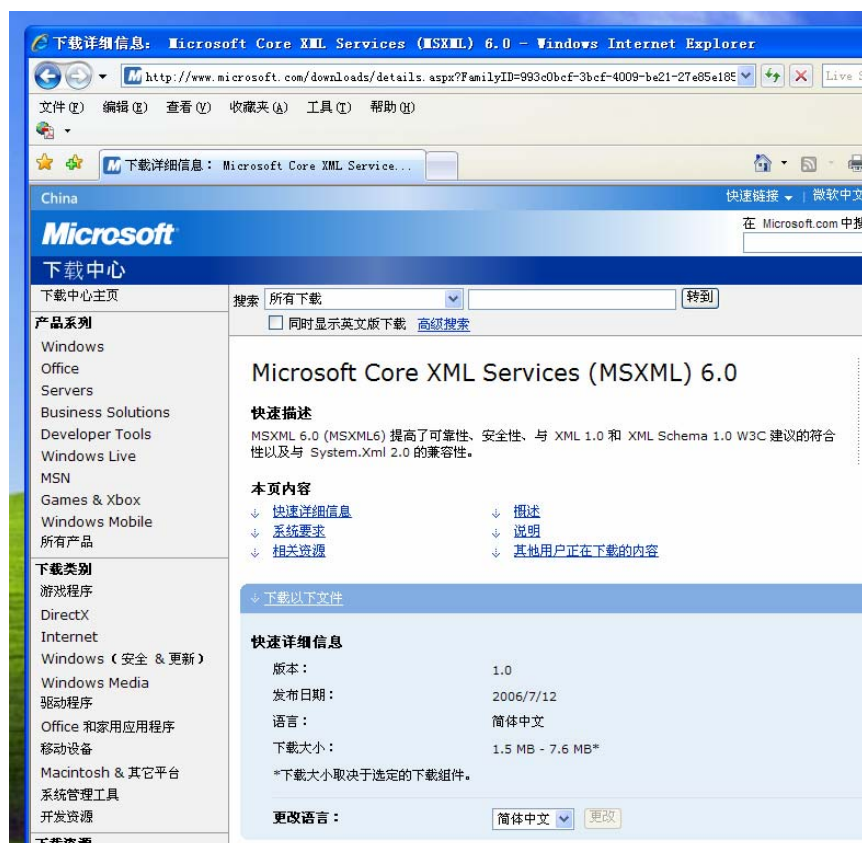 下载详细信息： Microsoft Core XML Services (MSXML) 6.0 - Windows Internet Explorer
http://www.microsoft.com/downloads/details.aspx?FamilyID=993c0bcf-3bcf-4009-be21-27e85e185
Live S
文件(F) 编辑(E) 查看(V) 收藏夹(A) 工具(T) 帮助(H)
下载详细信息： Microsoft Core XML Service...
China
快速链接 | 微软中文
Microsoft
在 Microsoft.com 中搜
下载中心
下载中心主页
搜索 所有下载 转到
同时显示英文版下载 高级搜索
产品系列
Windows
Office
Servers
Business Solutions
Developer Tools
Windows Live
MSN
Games & Xbox
Windows Mobile
所有产品
下载类别
游戏程序
DirectX
Internet
Windows（安全 & 更新）
Windows Media
驱动程序
Office 和家用应用程序
移动设备
Macintosh & 其它平台
系统管理工具
开发资源
下载资源
Microsoft Core XML Services (MSXML) 6.0
快速描述
MSXML 6.0 (MSXML6) 提高了可靠性、安全性、与 XML 1.0 和 XML Schema 1.0 W3C 建议的符合
性以及与 System.Xml 2.0 的兼容性。
本页内容
快速详细信息 概述
系统要求 说明
相关资源 其他用户正在下载的内容
下载以下文件
快速详细信息
版本： 1.0
发布日期： 2006/7/12
语言： 简体中文
下载大小： 1.5 MB - 7.6 MB*
*下载大小取决于选定的下载组件。
更改语言： 简体中文 更改